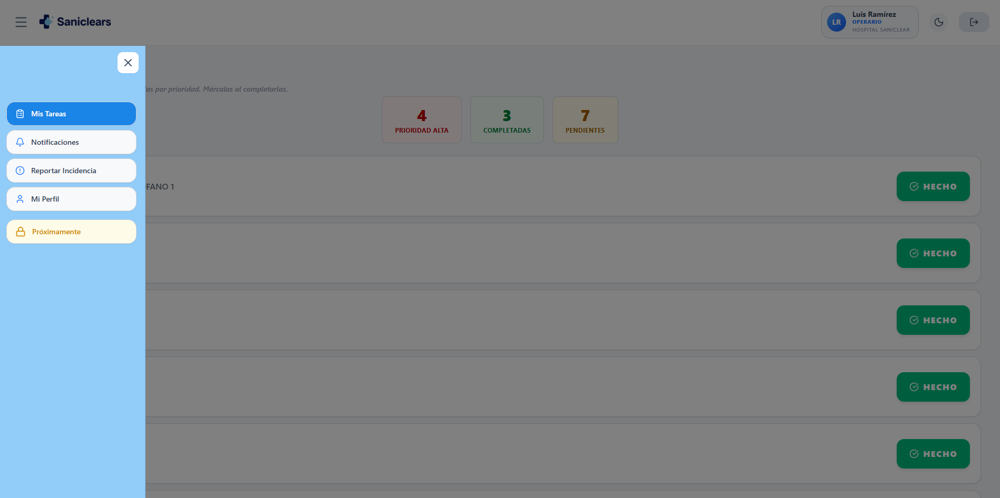 Saniclears
LR
Luis Ramírez
OPERARIO
HOSPITAL SANICLEAR
Mis Tareas
Notificaciones
Reportar Incidencia
Mi Perfil
Próximamente
por prioridad. Márcalas al completarlas.
4
PRIORIDAD ALTA
3
COMPLETADAS
7
PENDIENTES
FANO 1
HECHO
HECHO
HECHO
HECHO
HECHO